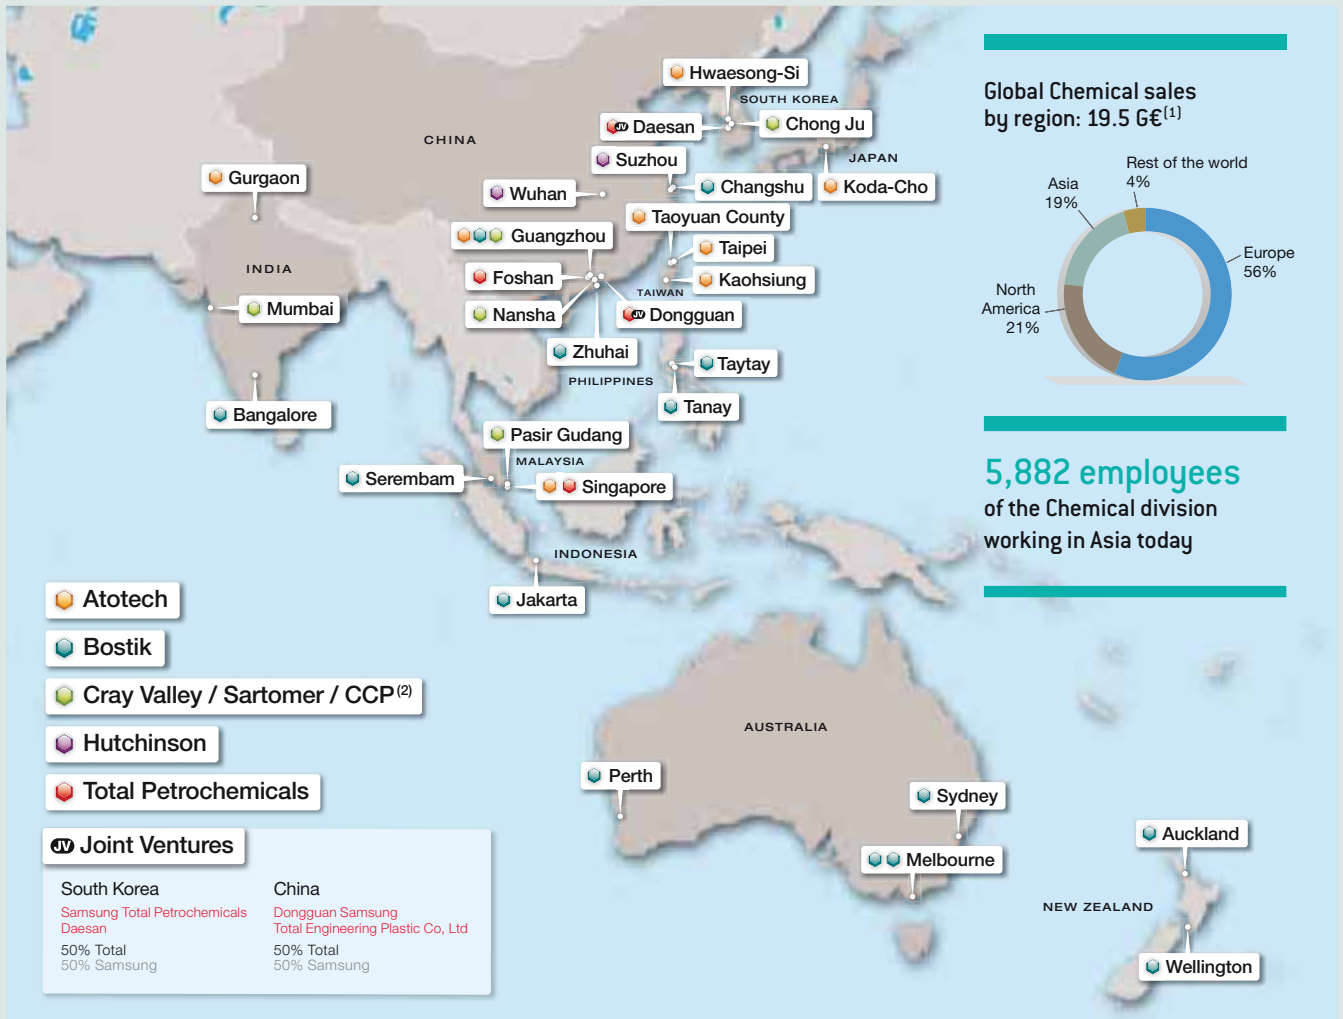 Hwaesong-Si
SOUTH KOREA
Daesan
JV
Chong Ju
CHINA
JAPAN
Suzhou
Gurgaon
Changshu
Koda-Cho
Wuhan
Taoyuan County
Guangzhou
Taipei
INDIA
Foshan
Kaohsiung
TAIWAN
Mumbai
Nansha
JV
Dongguan
Zhuhai
Taytay
PHILIPPINES
Tanay
Bangalore
Pasir Gudang
MALAYSIA
Serembam
Singapore
INDONESIA
Jakarta
AUSTRALIA
Perth
Sydney
Melbourne
Auckland
NEW ZEALAND
Wellington
Global Chemical sales
by region: 19.5 G€(1)
Rest of the world
4%
Asia
19%
Europe
56%
North
America
21%
5,882 employees
of the Chemical division
working in Asia today
Atotech
Bostik
Cray Valley / Sartomer / CCP(2)
Hutchinson
Total Petrochemicals
JV Joint Ventures
South Korea
Samsung Total Petrochemicals
Daesan
50% Total
50% Samsung
China
Dongguan Samsung
Total Engineering Plastic Co, Ltd
50% Total
50% Samsung